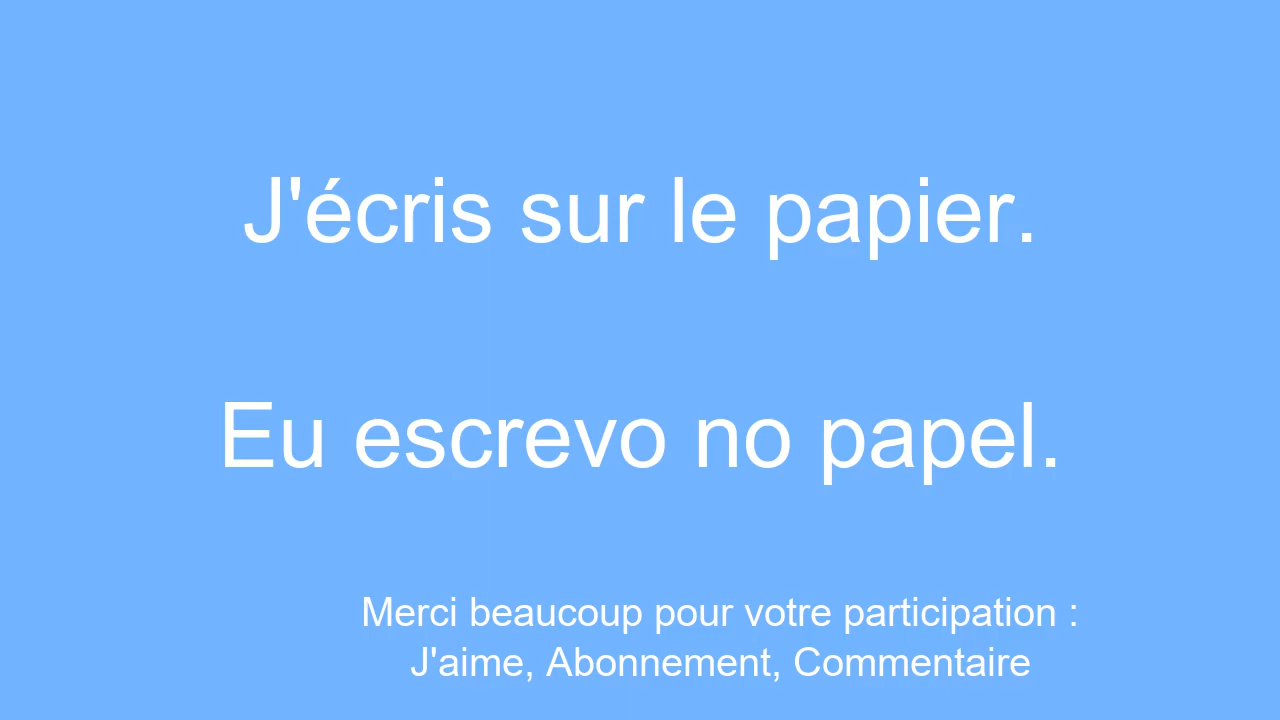 J'écris sur le papier.
Eu escrevo no papel.
Merci beaucoup pour votre participation :
J'aime, Abonnement, Commentaire